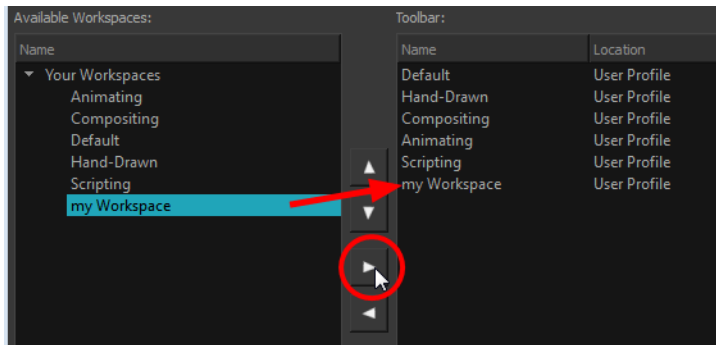 Available Workspaces:
Name
Your Workspaces
Animating
Compositing
Default
Hand-Drawn
Scripting
my Workspace
Toolbar:
Name Location
Default User Profile
Hand-Drawn User Profile
Compositing User Profile
Animating User Profile
Scripting User Profile
my Workspace User Profile